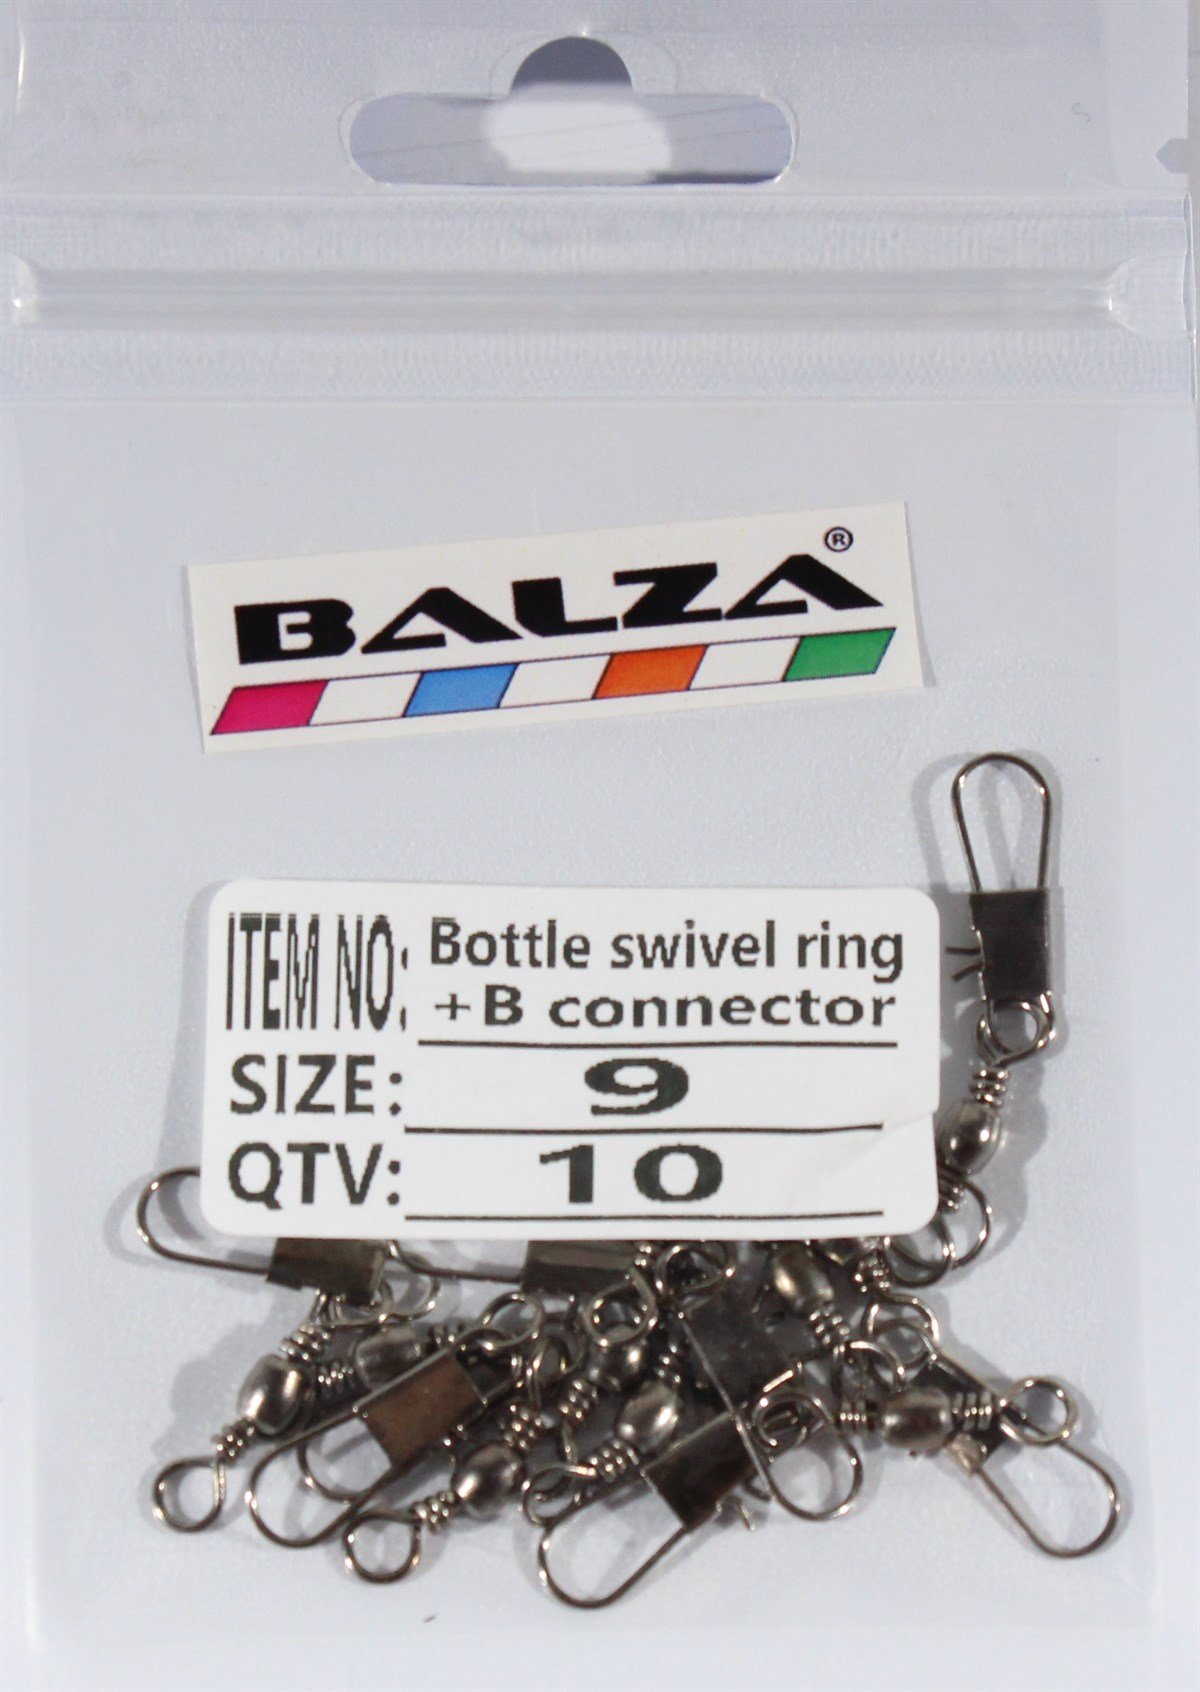 BALZA®
ITEM NO: Bottle swivel ring
+B connector
SIZE: 9
QTV: 10